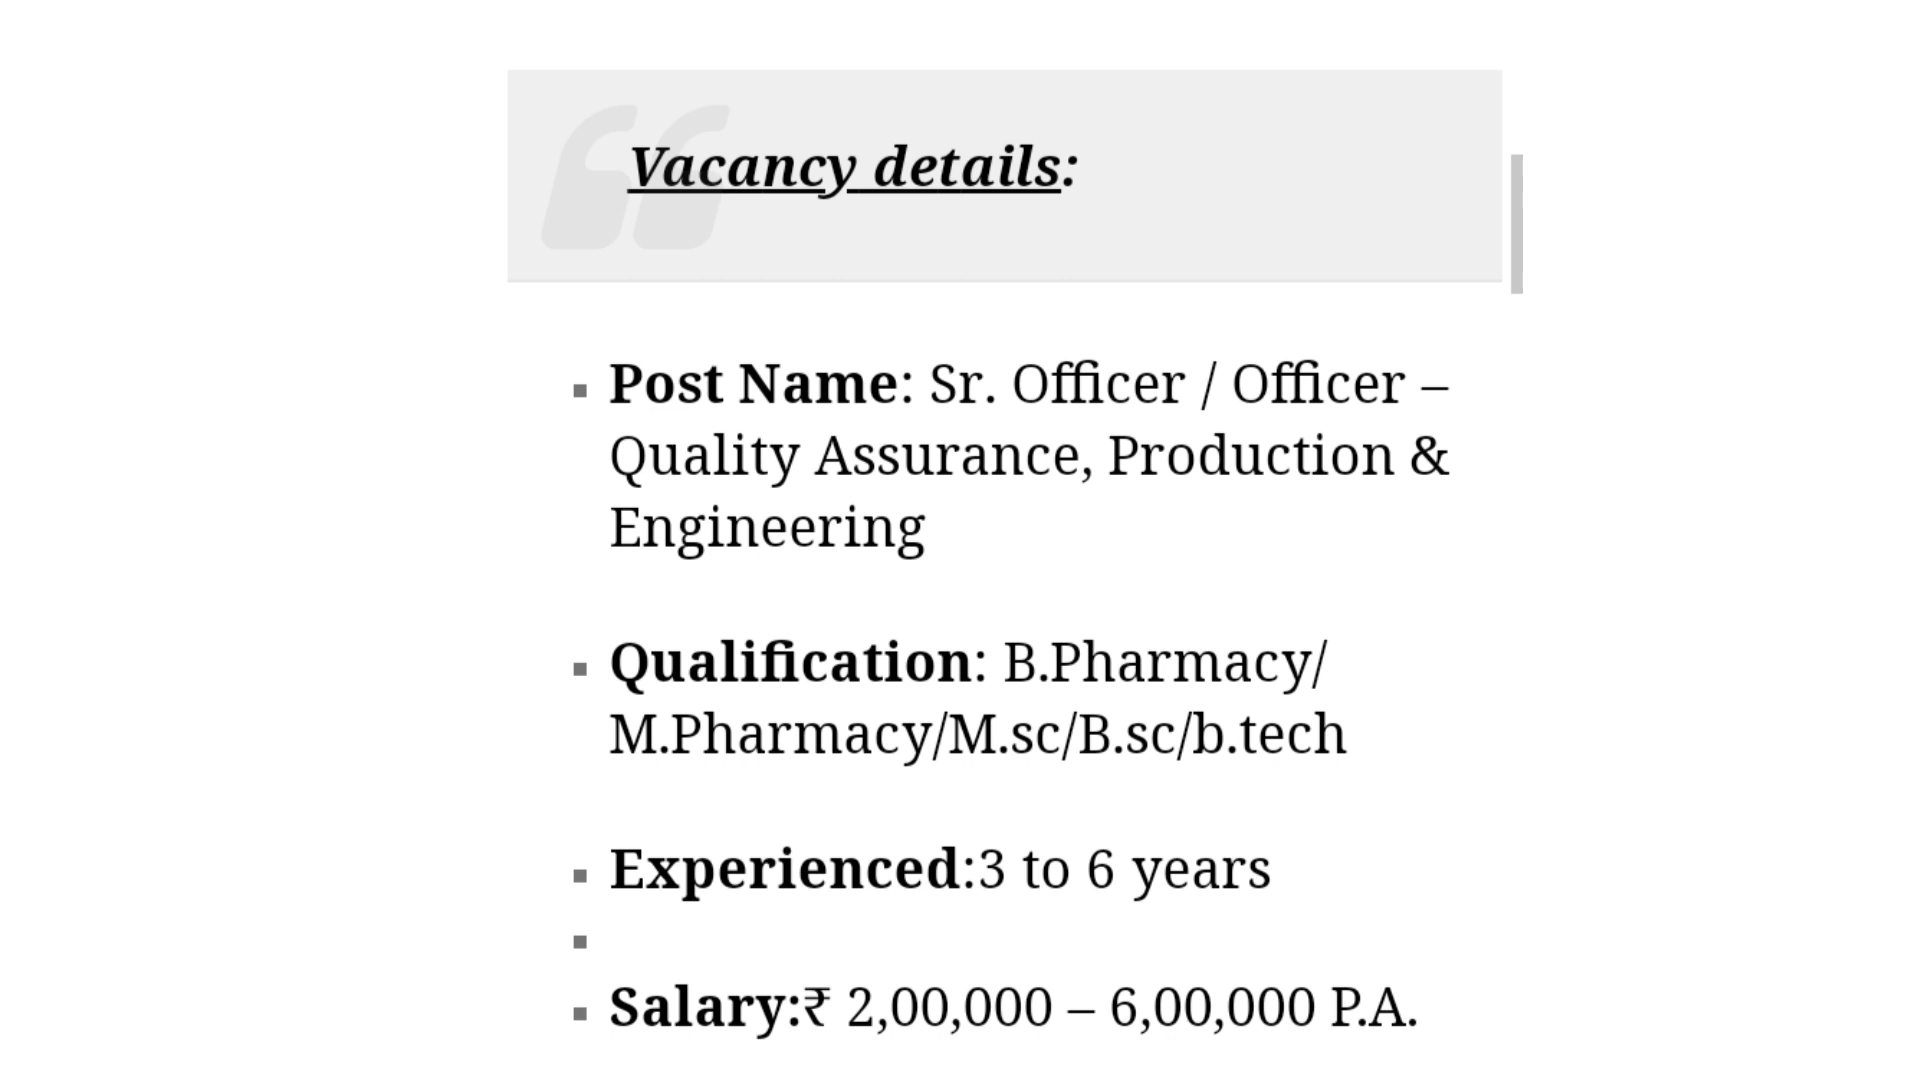 Vacancy details:
Post Name: Sr. Officer / Officer –
Quality Assurance, Production &
Engineering
Qualification: B.Pharmacy/
M.Pharmacy/M.sc/B.sc/b.tech
Experienced:3 to 6 years
Salary:₹ 2,00,000 – 6,00,000 P.A.